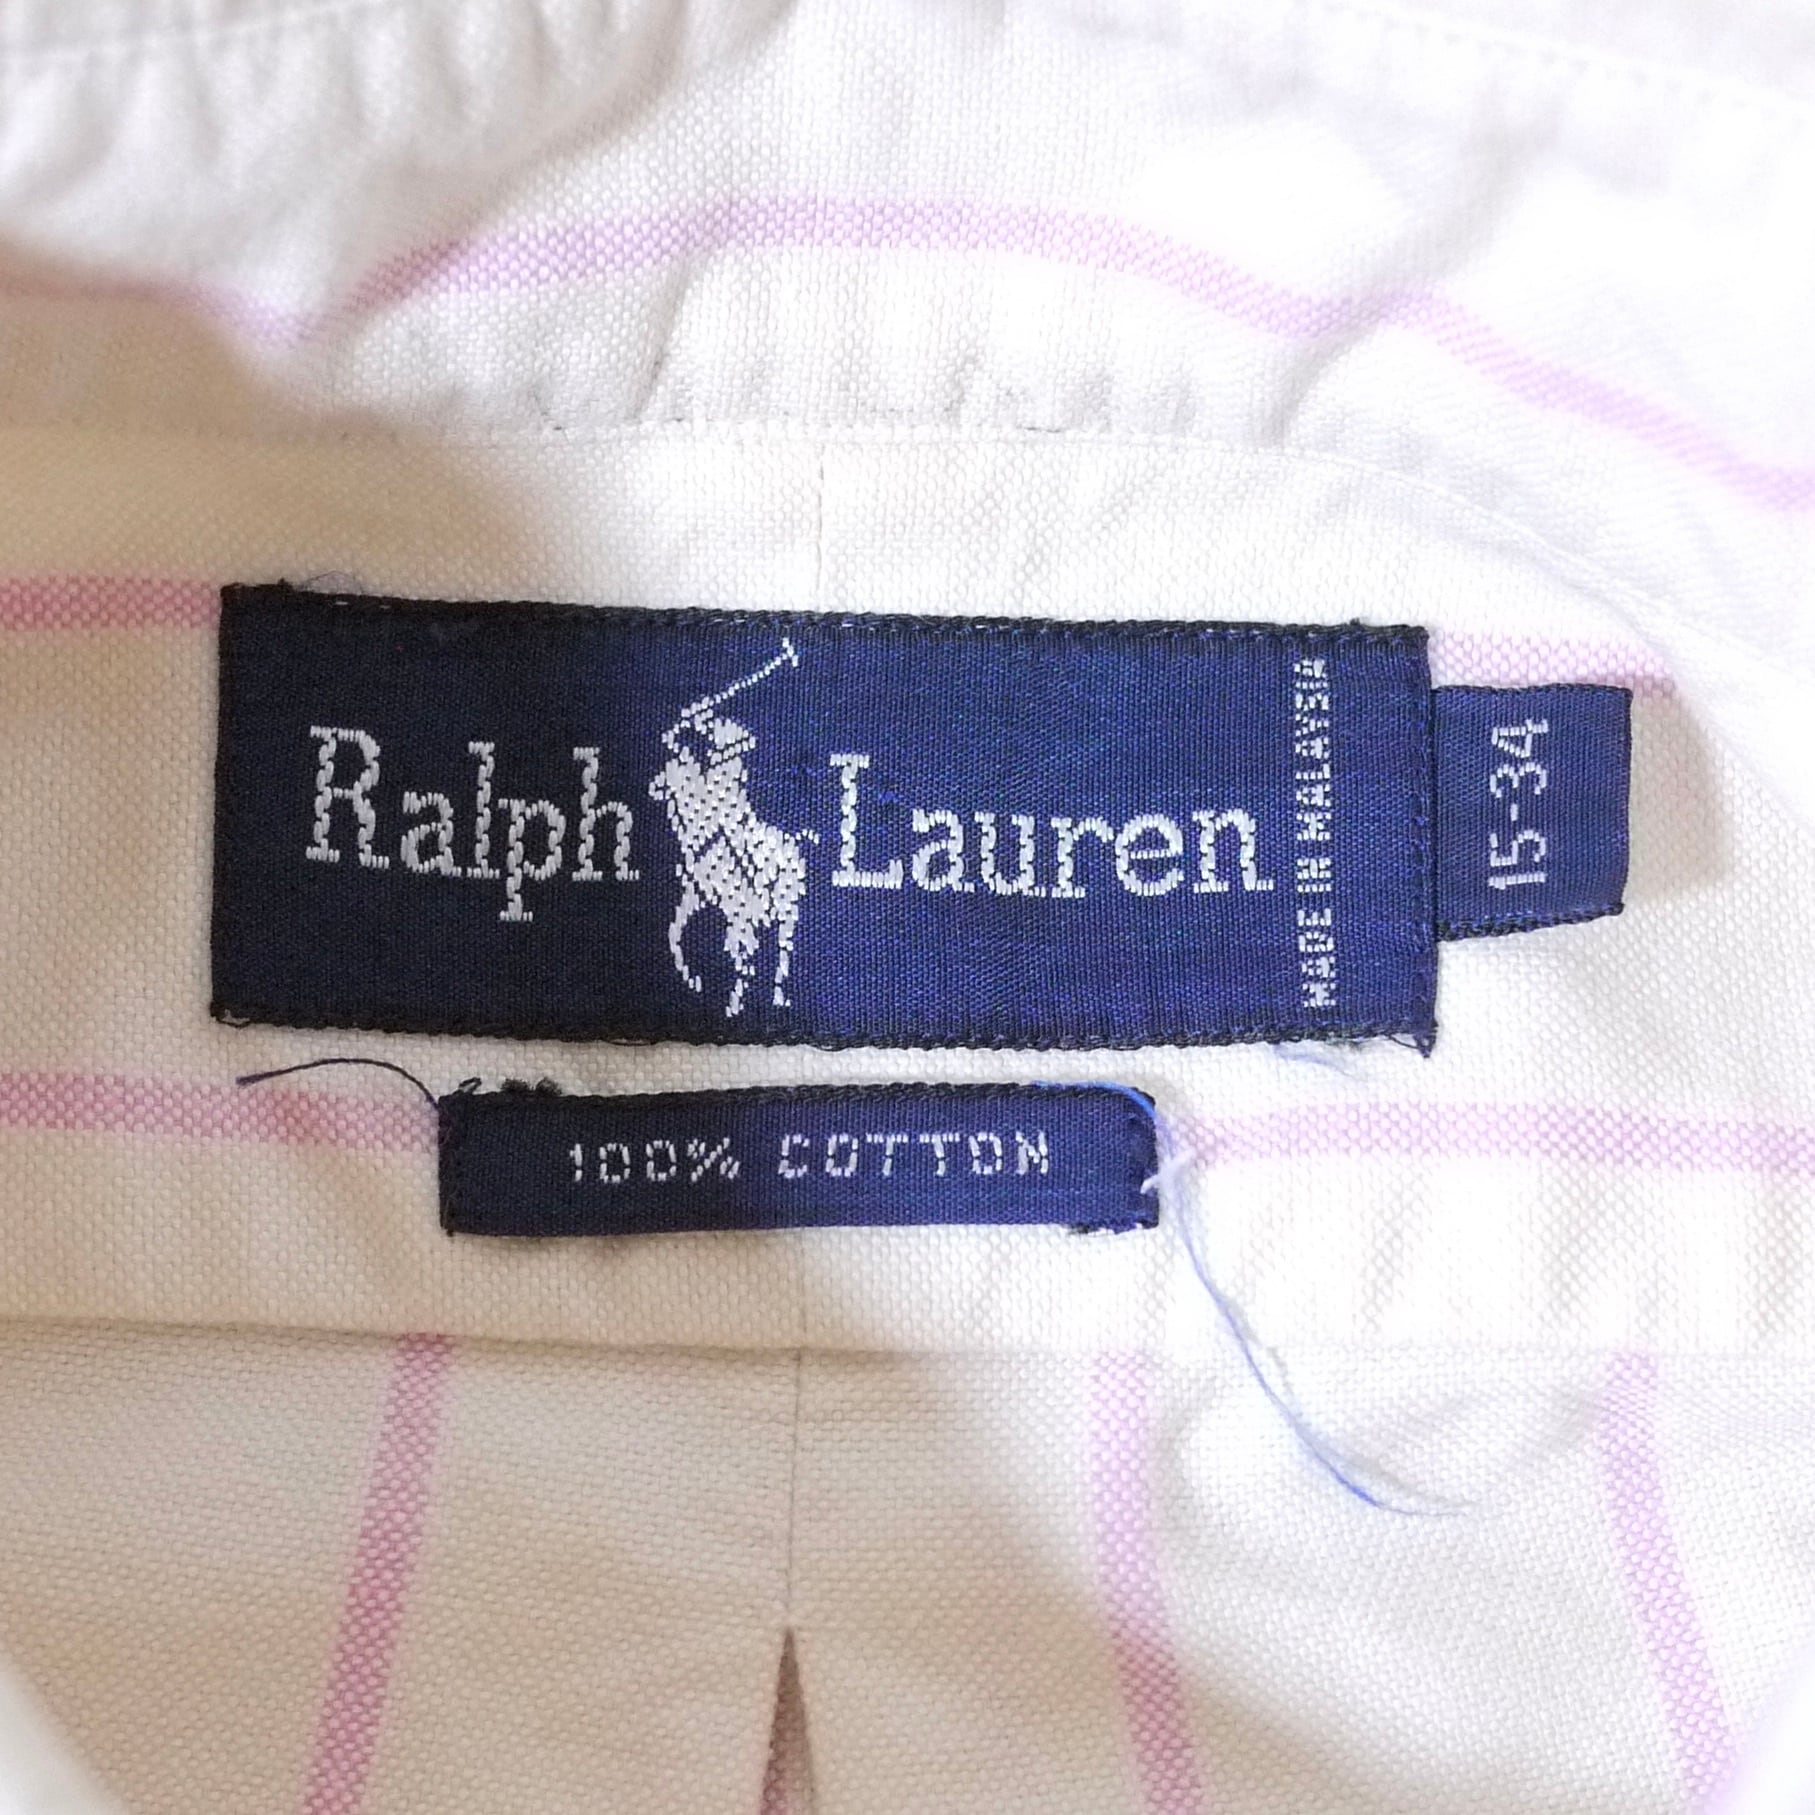 Ralph Lauren
MADE IN MALAYSIA
15-34
100% COTTON